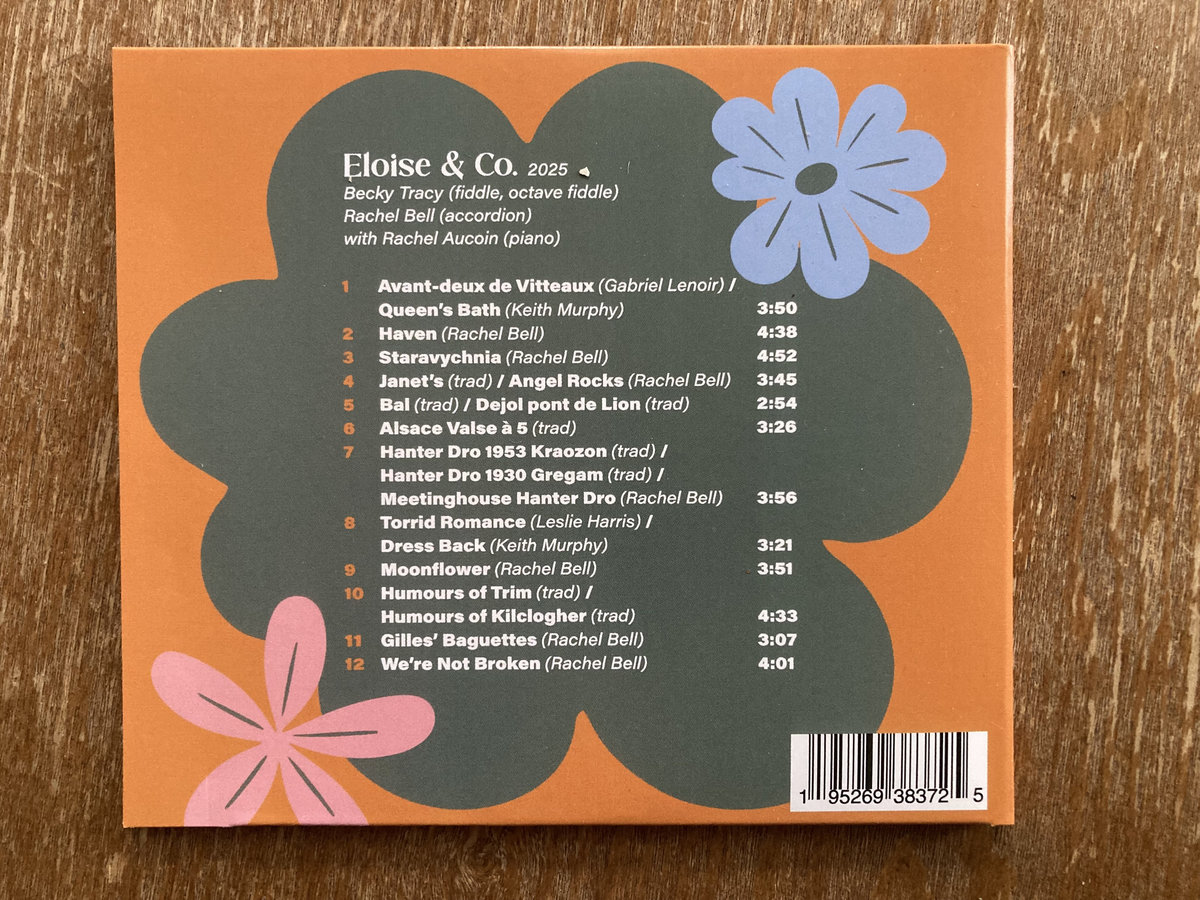 Eloise & Co. 2025
Becky Tracy (fiddle, octave fiddle)
Rachel Bell (accordion)
with Rachel Aucoin (piano)
1 Avant-deux de Vitteaux (Gabriel Lenoir) /
Queen's Bath (Keith Murphy) 3:50
2 Haven (Rachel Bell) 4:38
3 Staravychnia (Rachel Bell) 4:52
4 Janet's (trad) / Angel Rocks (Rachel Bell) 3:45
5 Bal (trad) / Dejol pont de Lion (trad) 2:54
6 Alsace Valse à 5 (trad) 3:26
7 Hanter Dro 1953 Kraozon (trad) /
Hanter Dro 1930 Gregam (trad) /
Meetinghouse Hanter Dro (Rachel Bell) 3:56
8 Torrid Romance (Leslie Harris) /
Dress Back (Keith Murphy) 3:21
9 Moonflower (Rachel Bell) 3:51
10 Humours of Trim (trad) /
Humours of Kilclogher (trad) 4:33
11 Gilles' Baguettes (Rachel Bell) 3:07
12 We're Not Broken (Rachel Bell) 4:01
1 95269 38372 5